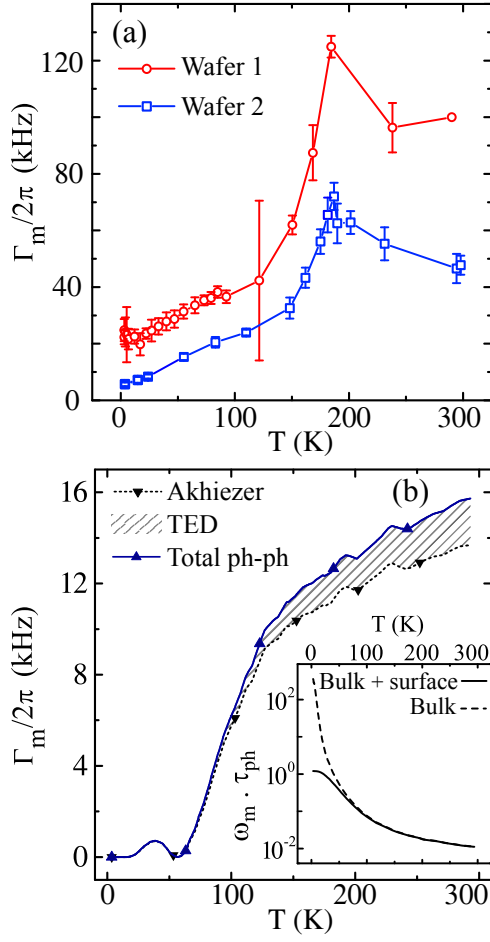 (a)
Wafer 1
Wafer 2
Γm/2π (kHz)
120
80
40
0
0 100 200 300
T (K)
(b)
Akhiezer
TED
Total ph-ph
Γm/2π (kHz)
16
12
8
4
0
0 100 200 300
T (K)
T (K)
0 100 200 300
Bulk + surface
Bulk
ωm · τph
10²
10⁰
10⁻²